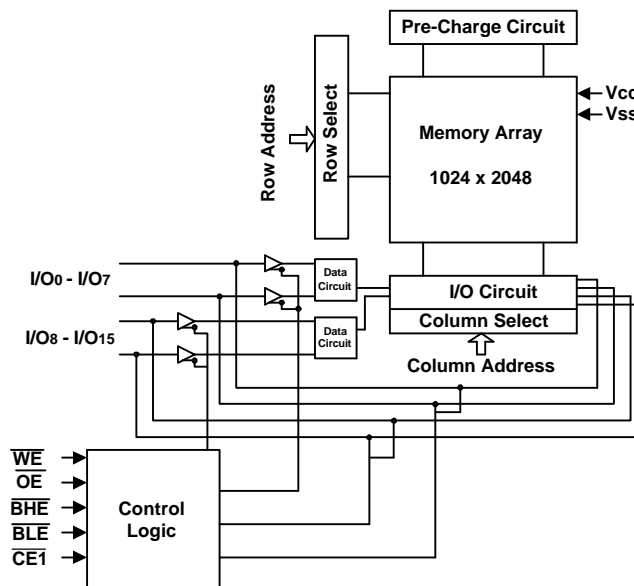 Pre-Charge Circuit
Vcc
Vss
Row Address
Row Select
Memory Array
1024 x 2048
I/O0 - I/O7
Data
Circuit
I/O Circuit
I/O8 - I/O15
Data
Circuit
Column Select
Column Address
WE
OE
BHE
BLE
CE1
Control
Logic